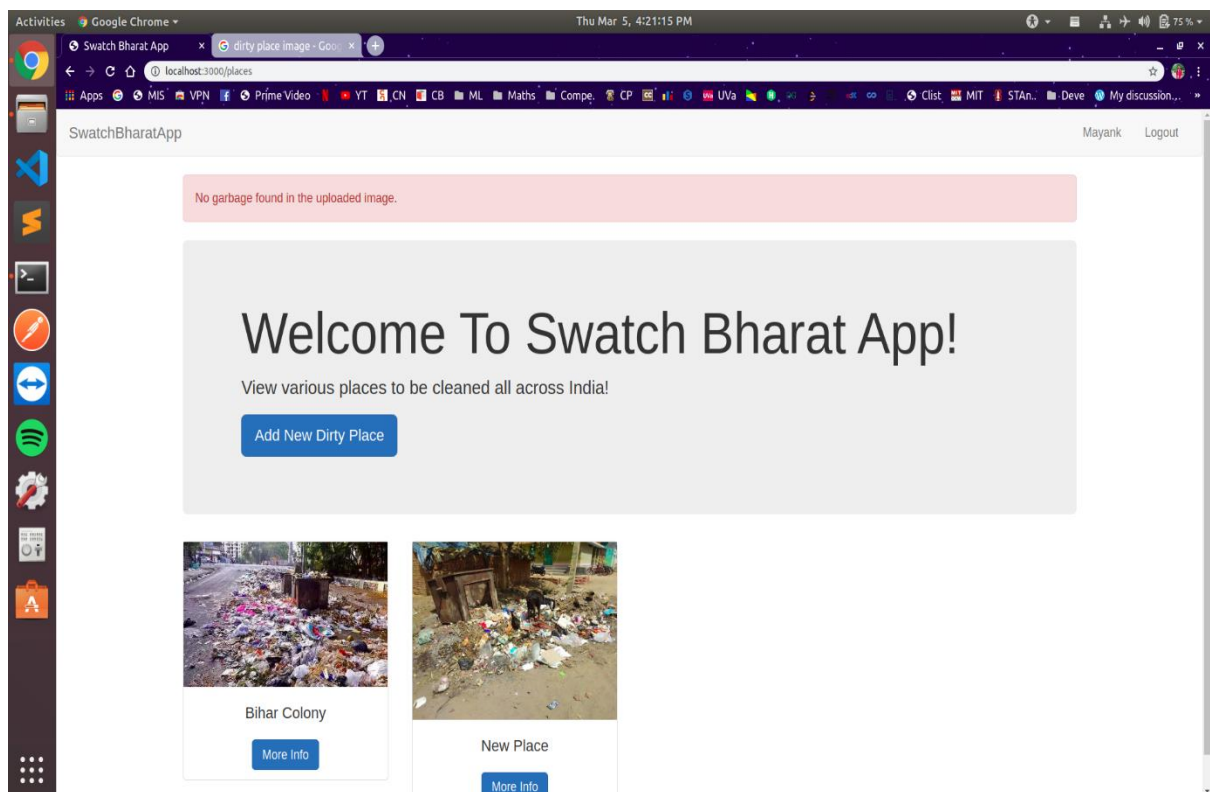 Activities Google Chrome Thu Mar 5, 4:21:15 PM 75 %
Swatch Bharat App dirty place image - Goo
localhost:3000/places
Apps MIS VPN Prime Video YT CN CB ML Maths Compe. CP UVa Clist MIT STAn.. Deve My discussion... »
SwatchBharatApp Mayank Logout
No garbage found in the uploaded image.
Welcome To Swatch Bharat App!
View various places to be cleaned all across India!
Add New Dirty Place
Bihar Colony
More Info
New Place
More Info